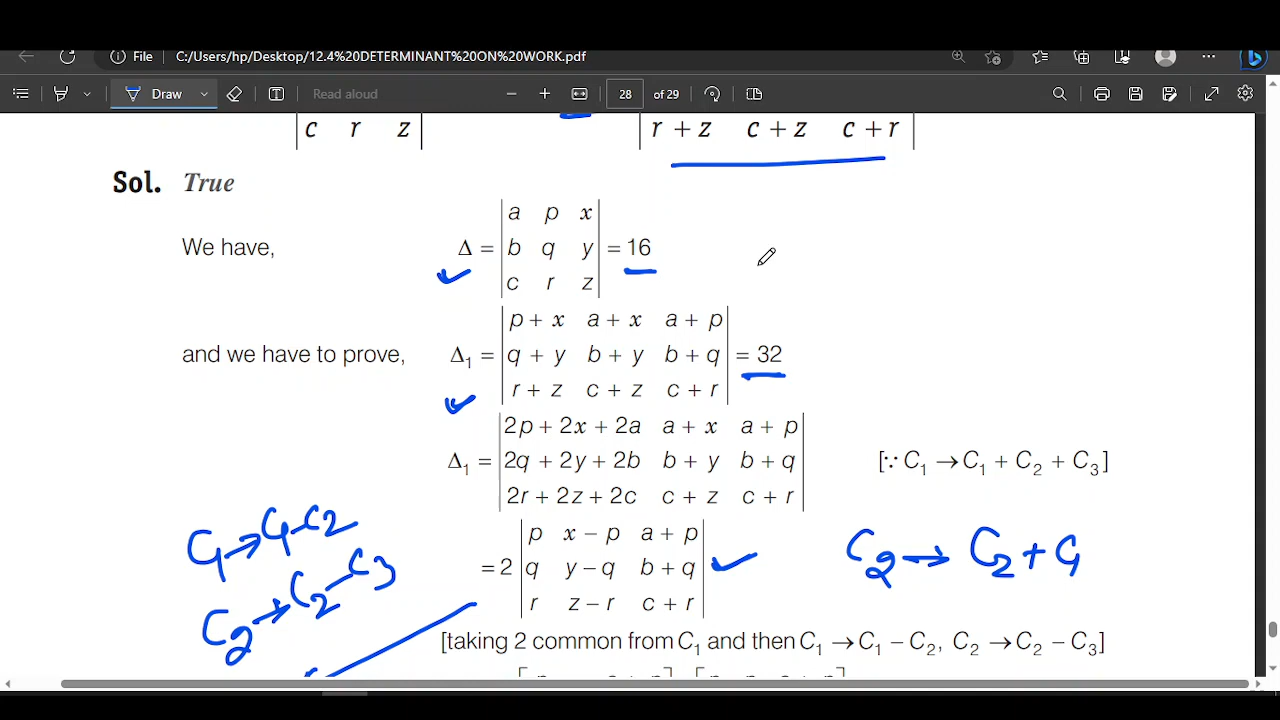 File C:/Users/hp/Desktop/12.4%20DETERMINANT%20ON%20WORK.pdf
Draw Read aloud 28 of 29
c r z r + z c + z c + r
Sol. True
a p x
We have, Δ = b q y = 16
c r z
p + x a + x a + p
and we have to prove, Δ₁ = q + y b + y b + q = 32
r + z c + z c + r
2p + 2x + 2a a + x a + p
Δ₁ = 2q + 2y + 2b b + y b + q [∵ C₁ → C₁ + C₂ + C₃]
2r + 2z + 2c c + z c + r
C₁ → C₁ - C₂
p x − p a + p
= 2 q y − q b + q
r z − r c + r
C₂ → C₂ + C₁
C₂ → C₂ - C₃
[taking 2 common from C₁ and then C₁ → C₁ − C₂, C₂ → C₂ − C₃]